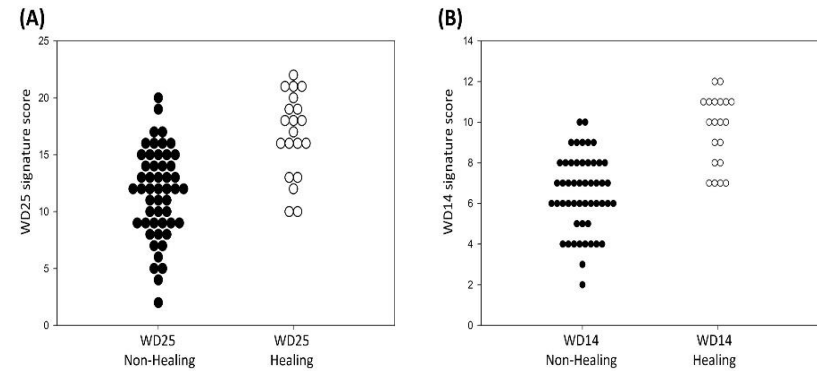 (A)
WD25 signature score
25
20
15
10
5
0
WD25
Non-Healing
WD25
Healing
(B)
WD14 signature score
14
12
10
8
6
4
2
0
WD14
Non-Healing
WD14
Healing